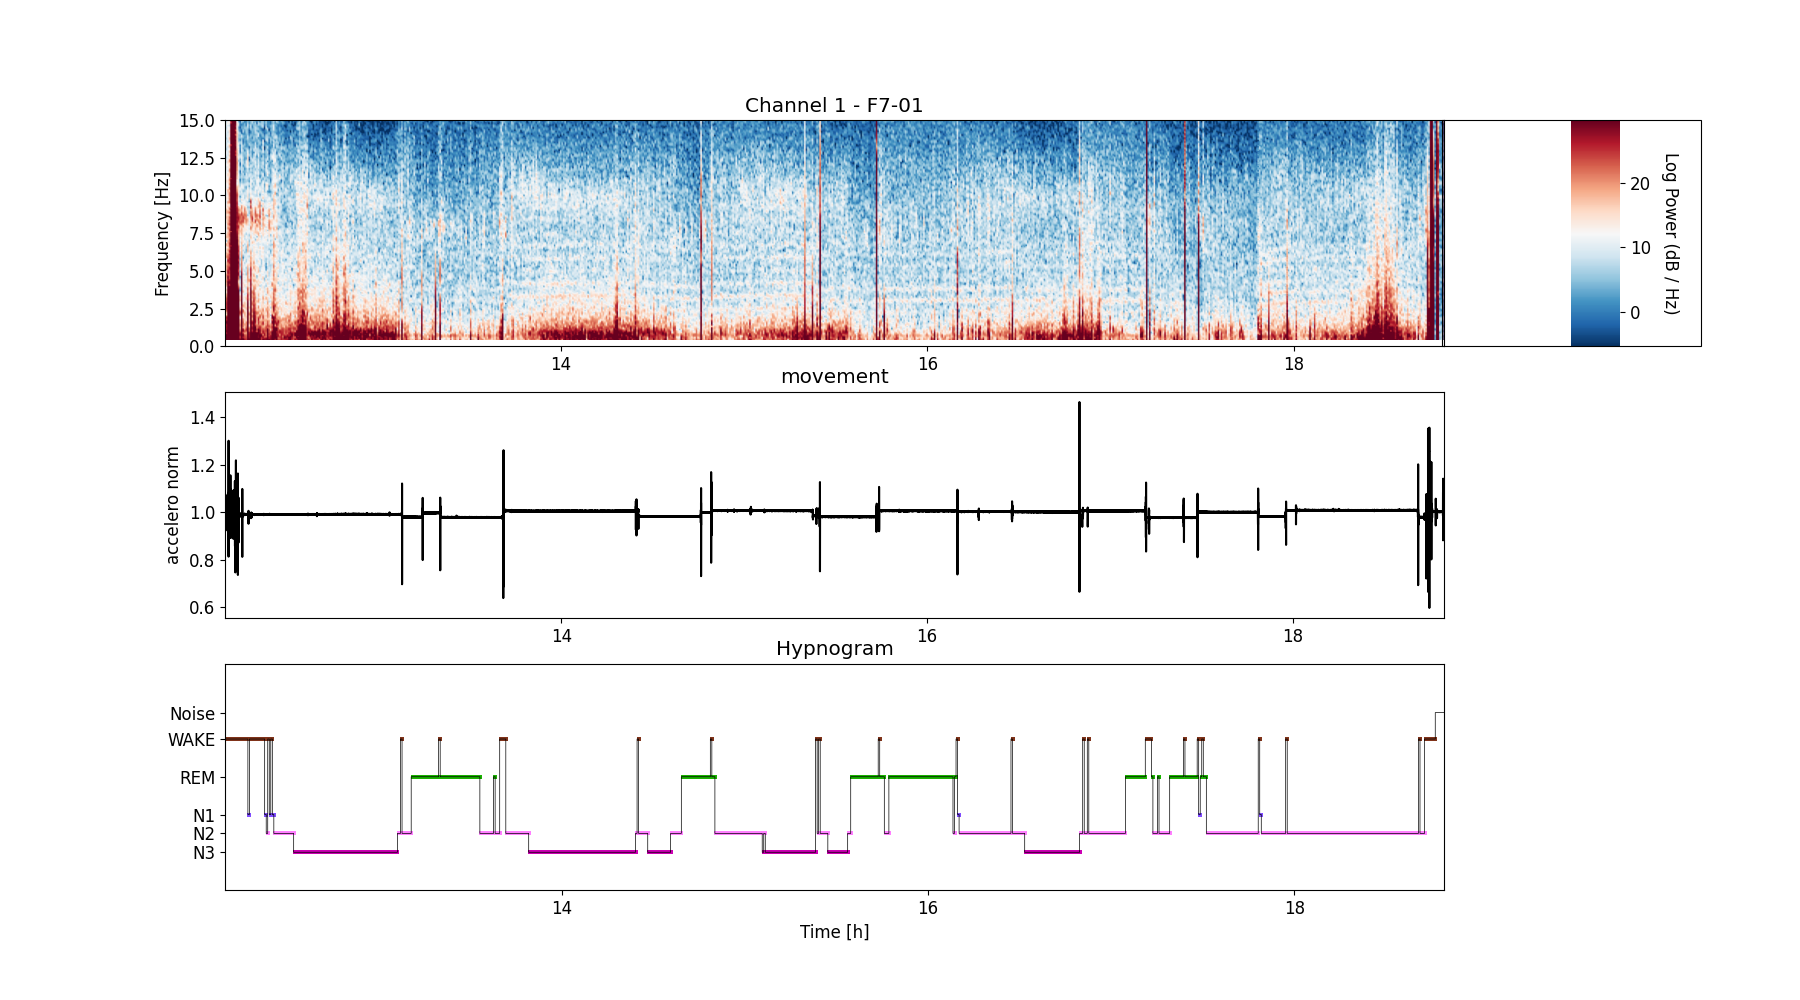 Channel 1 - F7-01
15.0
12.5
10.0
7.5
5.0
2.5
0.0
Frequency [Hz]
14
16
18
20
10
0
Log Power (dB / Hz)
movement
1.4
1.2
1.0
0.8
0.6
accelero norm
14
16
18
Hypnogram
Noise
WAKE
REM
N1
N2
N3
14
16
18
Time [h]